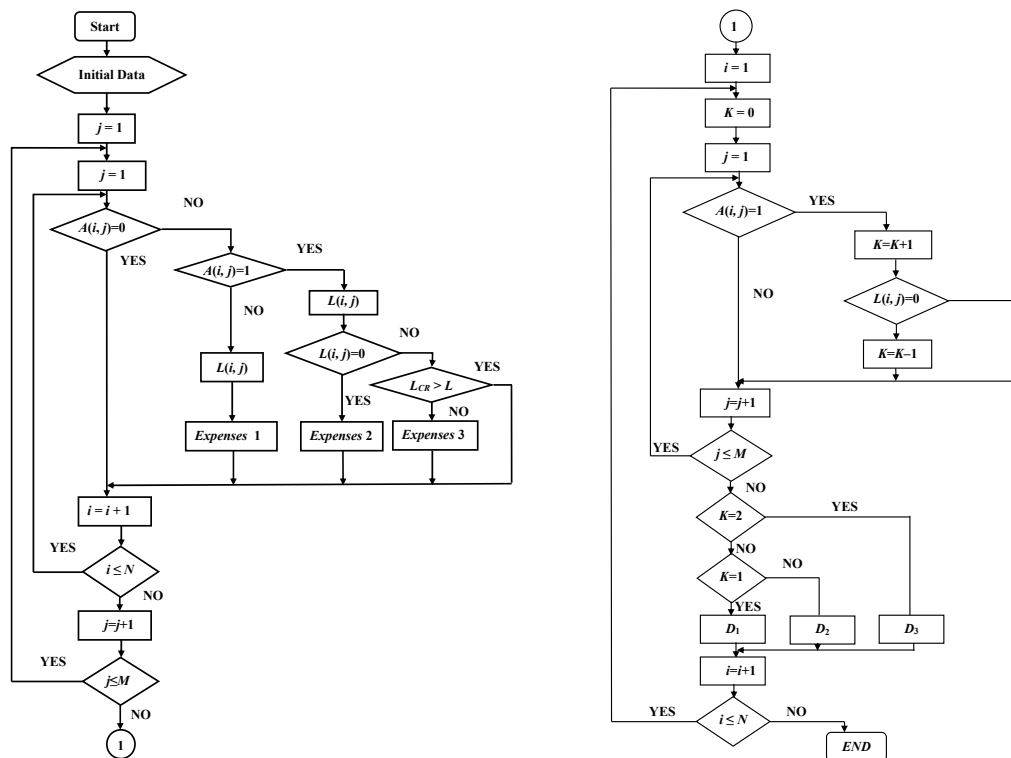 Start
Initial Data
j = 1
j = 1
A(i, j)=0
NO
YES
A(i, j)=1
YES
NO
L(i, j)
L(i, j)=0
NO
YES
L(i, j)
LCR > L
YES
NO
Expenses 1
Expenses 2
Expenses 3
i = i + 1
YES
i ≤ N
NO
j=j+1
YES
j≤M
NO
1
1
i = 1
K = 0
j = 1
A(i, j)=1
YES
NO
K=K+1
L(i, j)=0
K=K–1
j=j+1
YES
j ≤ M
NO
K=2
YES
NO
K=1
NO
YES
D1
D2
D3
i=i+1
YES
i ≤ N
NO
END